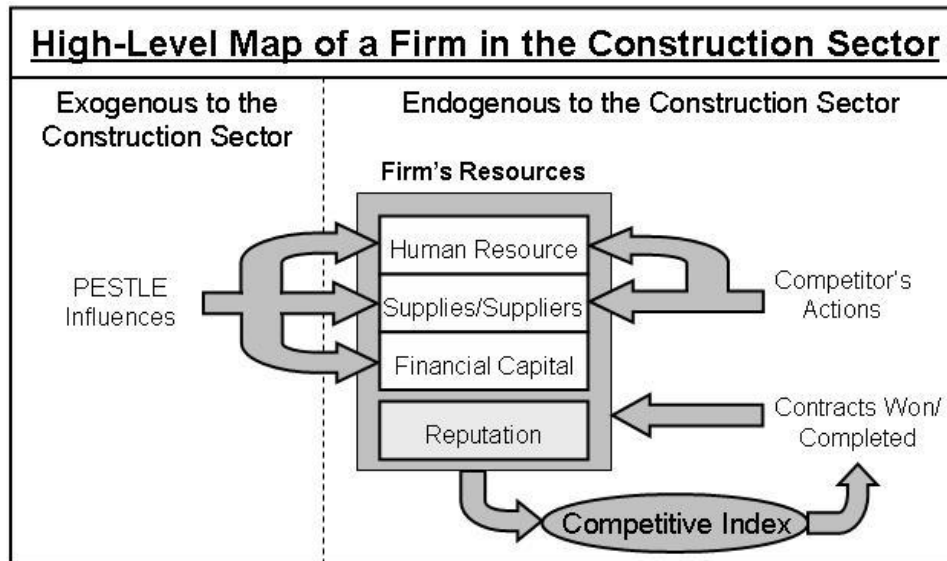 High-Level Map of a Firm in the Construction Sector
Exogenous to the
Construction Sector
Endogenous to the Construction Sector
Firm's Resources
PESTLE
Influences
Human Resource
Supplies/Suppliers
Financial Capital
Reputation
Competitor's
Actions
Contracts Won/
Completed
Competitive Index